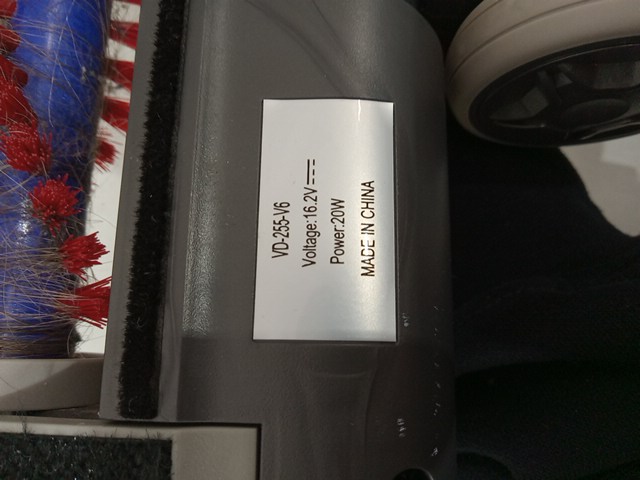 VD-255-V6
Voltage:16.2V⎓
Power:20W
MADE IN CHINA